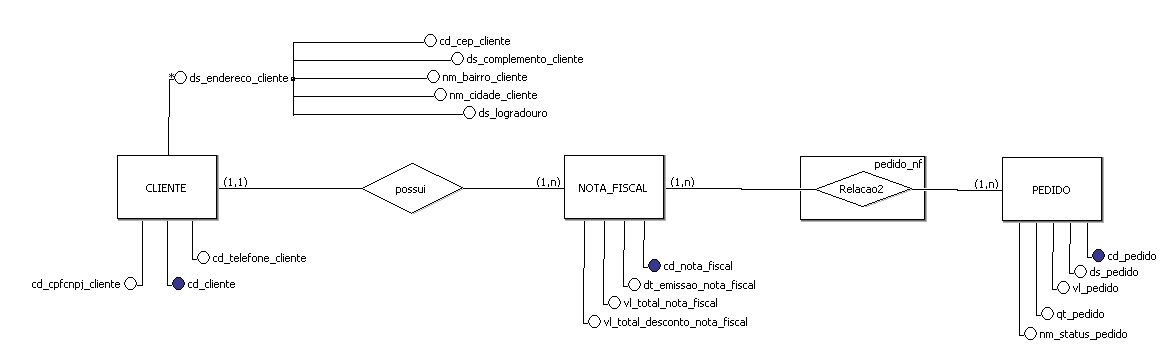 cd_cep_cliente
ds_complemento_cliente
* ds_endereco_cliente
nm_bairro_cliente
nm_cidade_cliente
ds_logradouro
pedido_nf
CLIENTE
(1,1)
possui
(1,n)
NOTA_FISCAL
(1,n)
Relacao2
(1,n)
PEDIDO
cd_telefone_cliente
cd_cpfcnpj_cliente
cd_cliente
cd_nota_fiscal
dt_emissao_nota_fiscal
vl_total_nota_fiscal
vl_total_desconto_nota_fiscal
cd_pedido
ds_pedido
vl_pedido
qt_pedido
nm_status_pedido